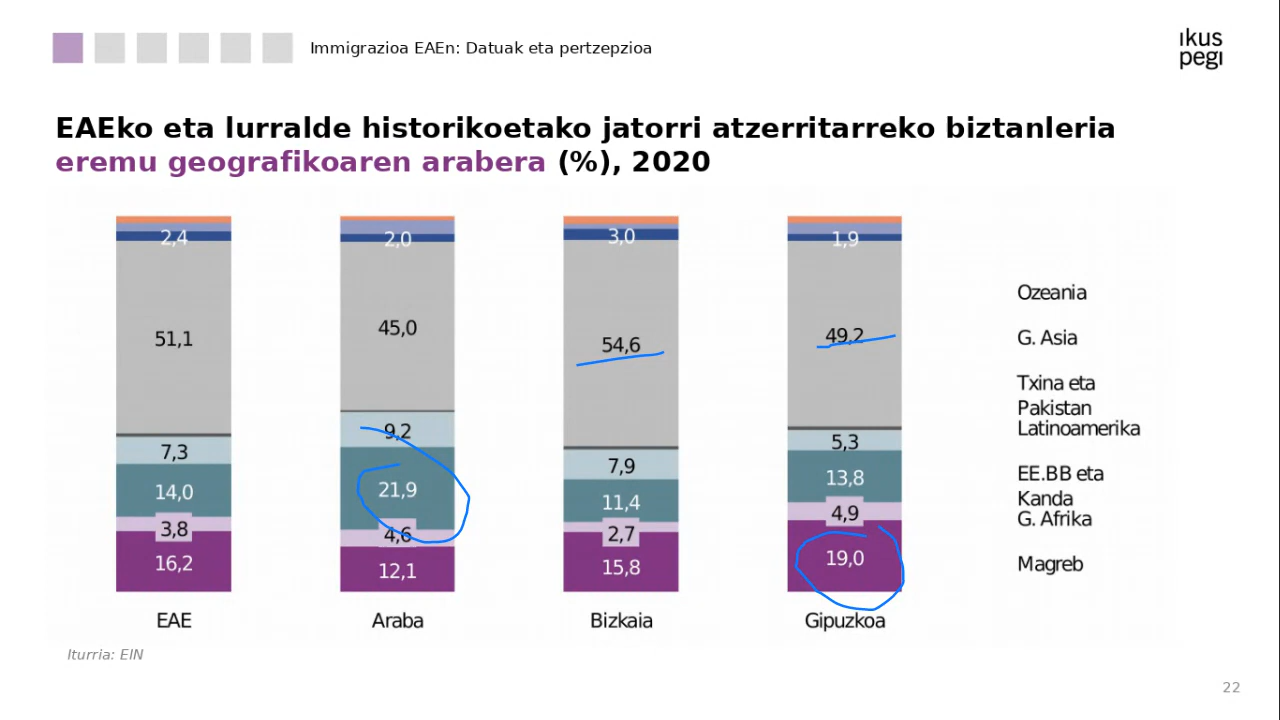 Immigrazioa EAEn: Datuak eta pertzepzioa
ıkus
pegı
EAEko eta lurralde historikoetako jatorri atzerritarreko biztanleria
eremu geografikoaren arabera (%), 2020
2,4
2,0
3,0
1,9
51,1
45,0
54,6
49,2
7,3
9,2
7,9
5,3
14,0
21,9
11,4
13,8
3,8
4,6
2,7
4,9
16,2
12,1
15,8
19,0
EAE
Araba
Bizkaia
Gipuzkoa
Ozeania
G. Asia
Txina eta
Pakistan
Latinoamerika
EE.BB eta
Kanda
G. Afrika
Magreb
Iturria: EIN
22